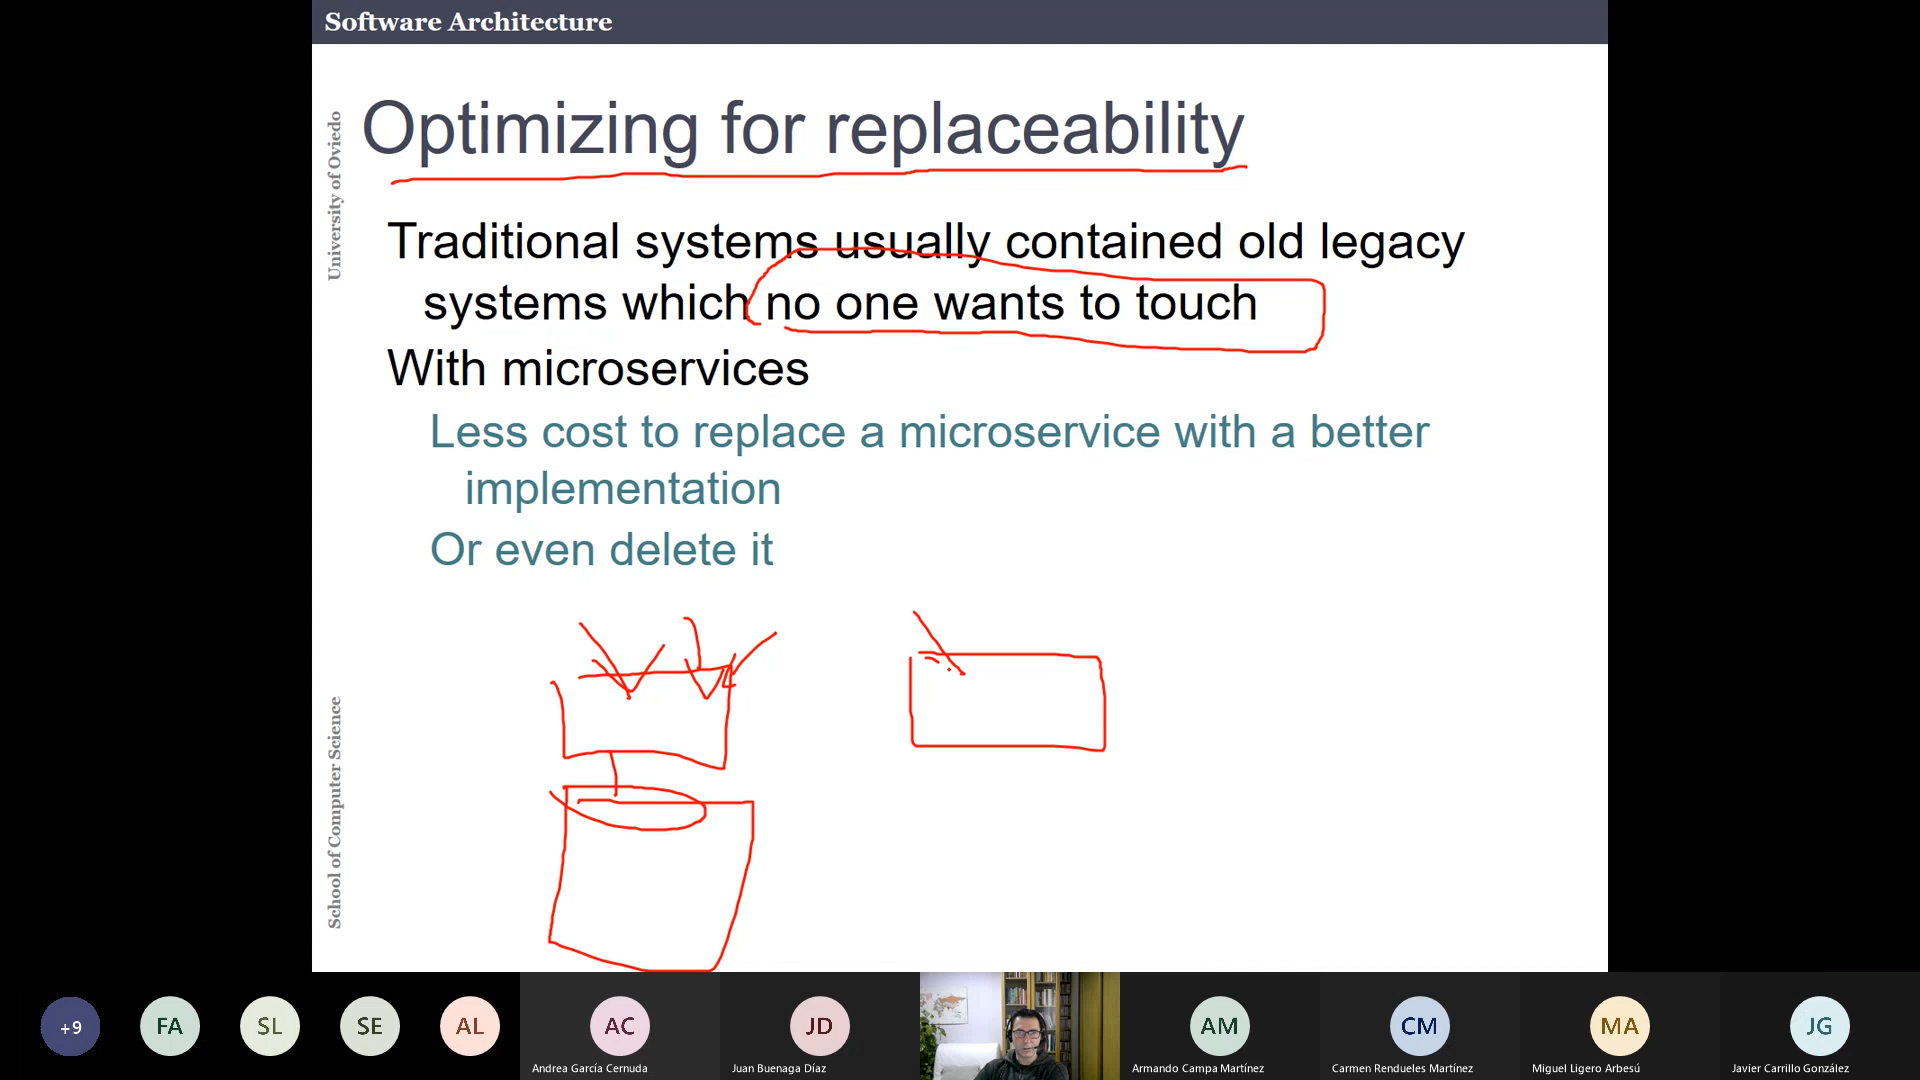 Software Architecture
University of Oviedo
School of Computer Science
Optimizing for replaceability
Traditional systems usually contained old legacy
systems which no one wants to touch
With microservices
Less cost to replace a microservice with a better
implementation
Or even delete it
+9
FA
SL
SE
AL
AC
Andrea García Cernuda
JD
Juan Buenaga Díaz
AM
Armando Campa Martínez
CM
Carmen Rendueles Martínez
MA
Miguel Ligero Arbesú
JG
Javier Carrillo González